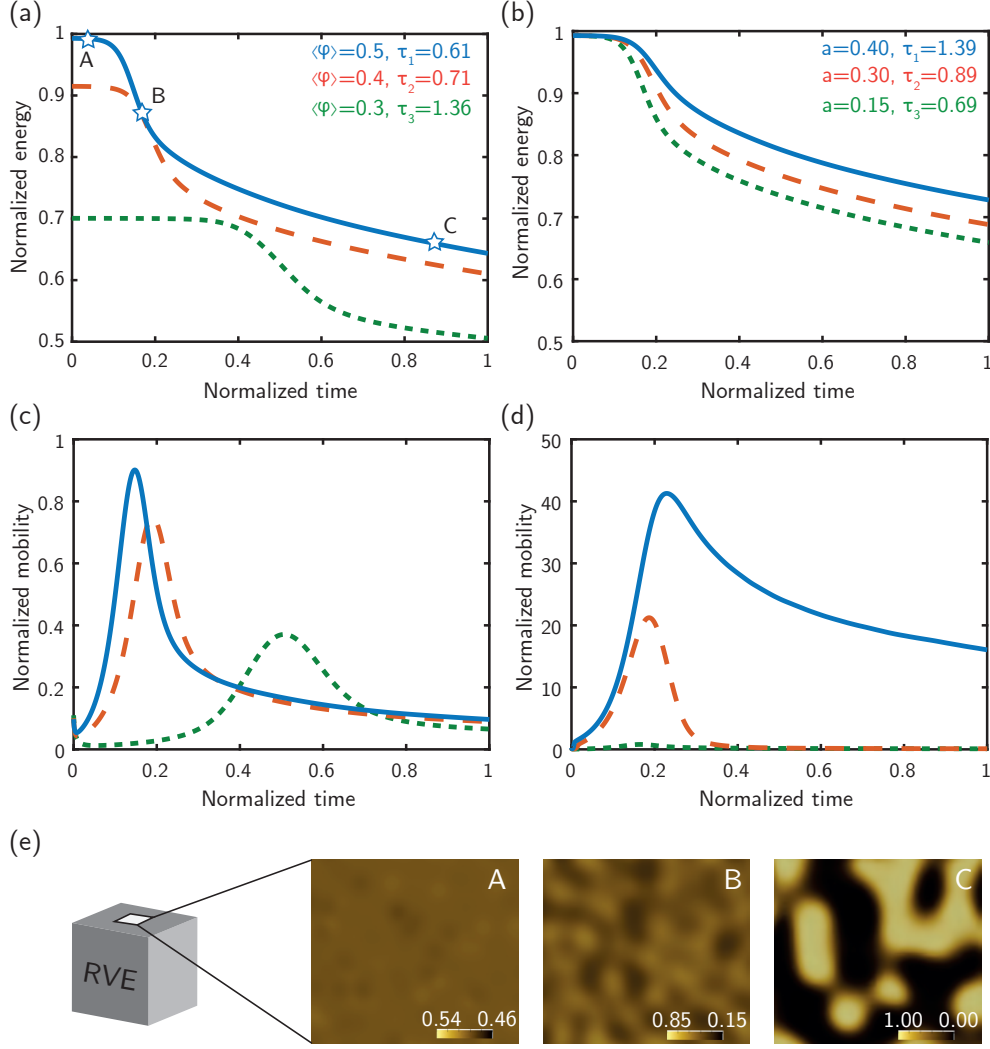 (a)
(b)
1
0.9
0.8
0.7
0.6
0.5
Normalized energy
A
B
C
⟨φ⟩=0.5, τ₁=0.61
⟨φ⟩=0.4, τ₂=0.71
⟨φ⟩=0.3, τ₃=1.36
0 0.2 0.4 0.6 0.8 1
Normalized time
1
0.9
0.8
0.7
0.6
0.5
Normalized energy
a=0.40, τ₁=1.39
a=0.30, τ₂=0.89
a=0.15, τ₃=0.69
0 0.2 0.4 0.6 0.8 1
Normalized time
(c)
(d)
1
0.8
0.6
0.4
0.2
0
Normalized mobility
0 0.2 0.4 0.6 0.8 1
Normalized time
50
40
30
20
10
0
Normalized mobility
0 0.2 0.4 0.6 0.8 1
Normalized time
(e)
RVE
A
0.54 0.46
B
0.85 0.15
C
1.00 0.00